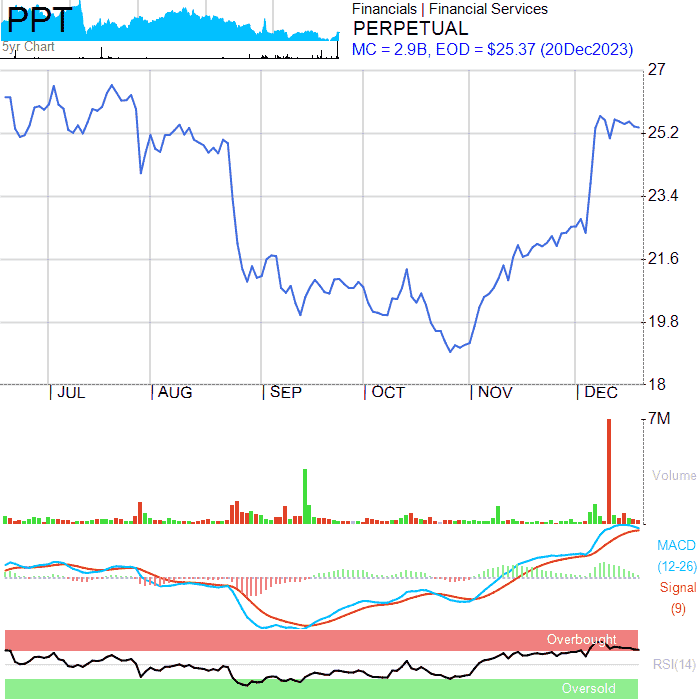 PPT
5yr Chart
Financials | Financial Services
PERPETUAL
MC = 2.9B, EOD = $25.37 (20Dec2023)
27
25.2
23.4
21.6
19.8
18
JUL AUG SEP OCT NOV DEC
7M
Volume
MACD
(12-26)
Signal
(9)
Overbought
RSI(14)
Oversold